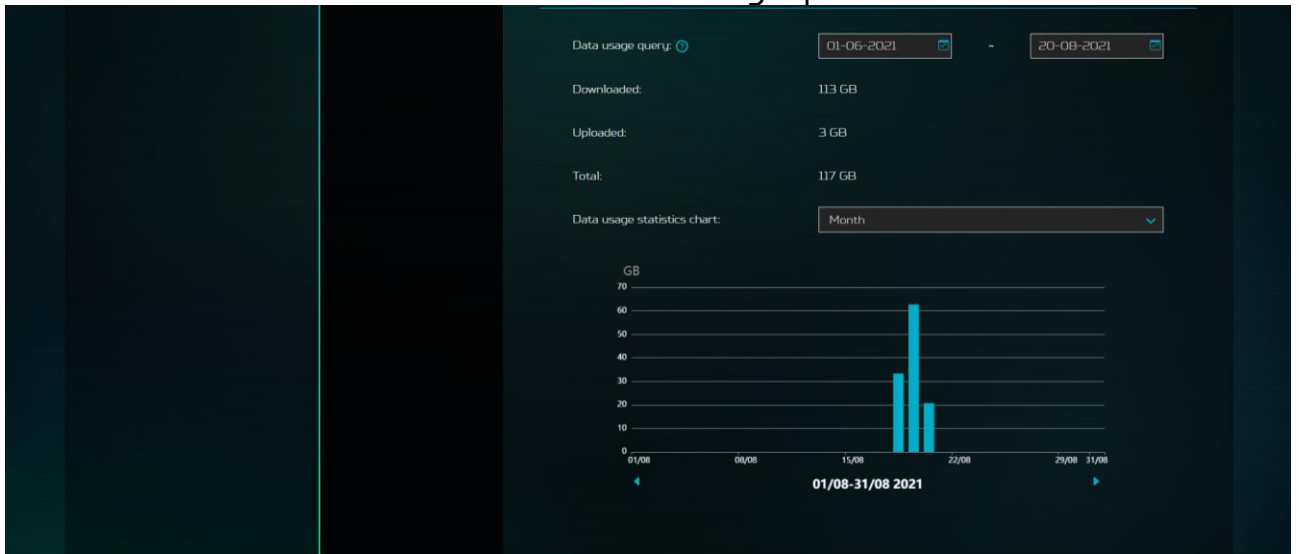 Data usage query: ?
01-06-2021 ~ 20-08-2021
Downloaded: 113 GB
Uploaded: 3 GB
Total: 117 GB
Data usage statistics chart: Month
GB
70
60
50
40
30
20
10
0
01/08 08/08 15/08 22/08 29/08 31/08
01/08-31/08 2021